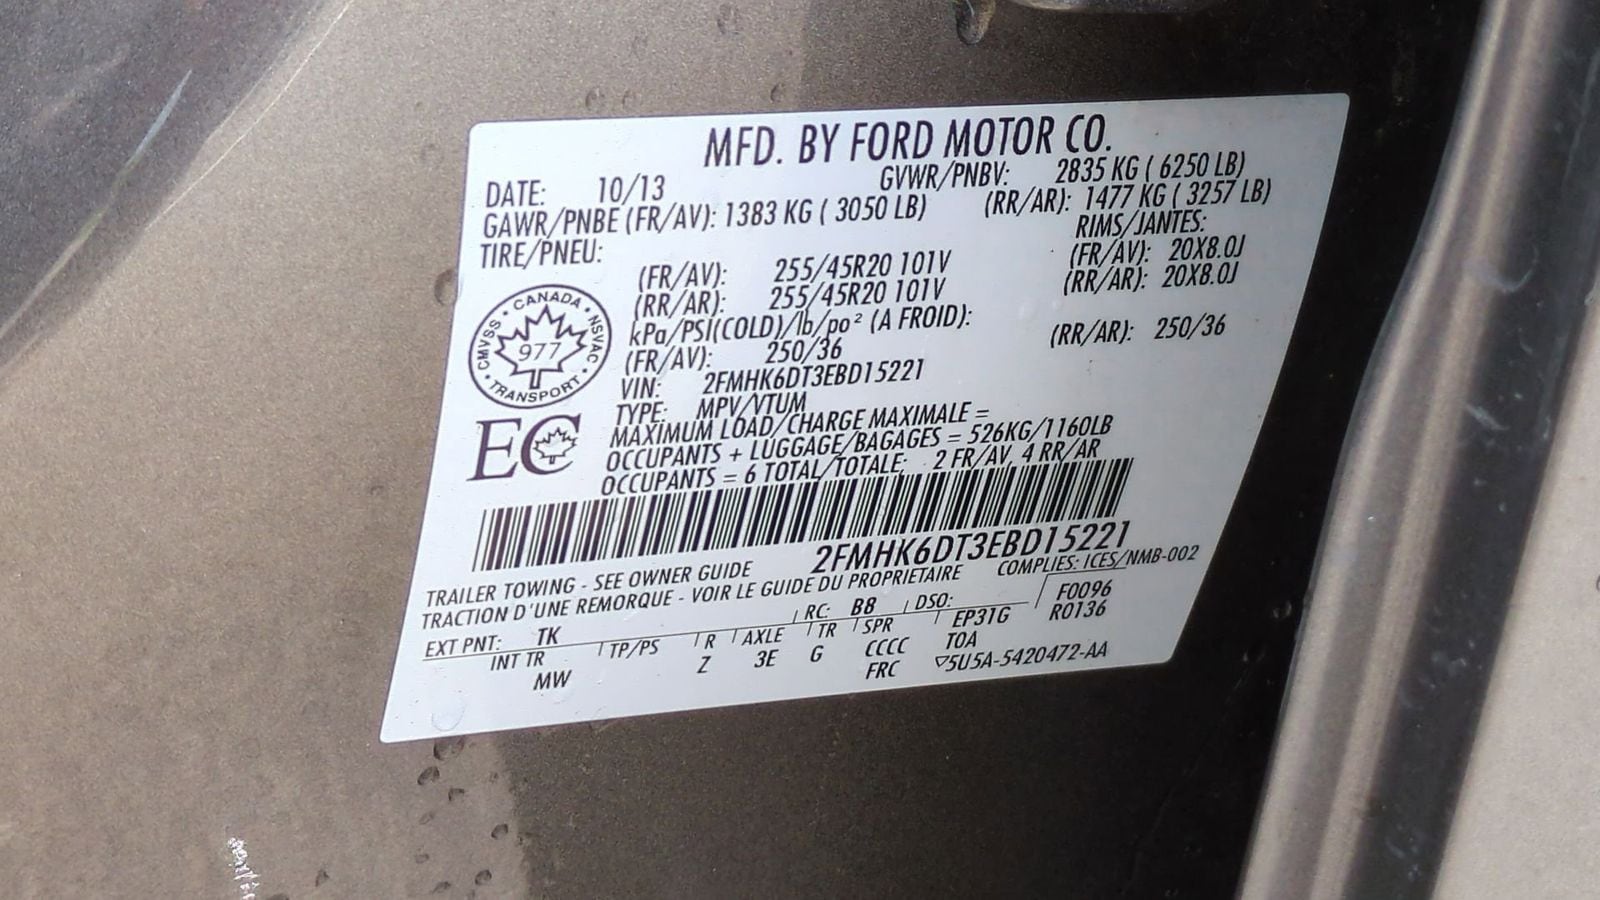 MFD. BY FORD MOTOR CO.
DATE: 10/13 GVWR/PNBV: 2835 KG ( 6250 LB)
GAWR/PNBE (FR/AV): 1383 KG ( 3050 LB) (RR/AR): 1477 KG ( 3257 LB)
TIRE/PNEU: RIMS/JANTES:
(FR/AV): 255/45R20 101V (FR/AV): 20X8.0J
(RR/AR): 255/45R20 101V (RR/AR): 20X8.0J
kPa/PSI(COLD)/lb/po² (A FROID):
(FR/AV): 250/36 (RR/AR): 250/36
VIN: 2FMHK6DT3EBD15221
TYPE: MPV/VTUM
MAXIMUM LOAD/CHARGE MAXIMALE =
OCCUPANTS + LUGGAGE/BAGAGES = 526KG/1160LB
OCCUPANTS = 6 TOTAL/TOTALE; 2 FR/AV, 4 RR/AR
CMVSS • CANADA • NSVAC • TRANSPORT •
977
EC
2FMHK6DT3EBD15221
TRAILER TOWING - SEE OWNER GUIDE COMPLIES: ICES/NMB-002
TRACTION D'UNE REMORQUE - VOIR LE GUIDE DU PROPRIETAIRE
F0096
EXT PNT: TK RC: B8 DSO: R0136
INT TR TP/PS R AXLE TR SPR EP31G
MW Z 3E G CCCC TOA
FRC ▽5U5A-5420472-AA